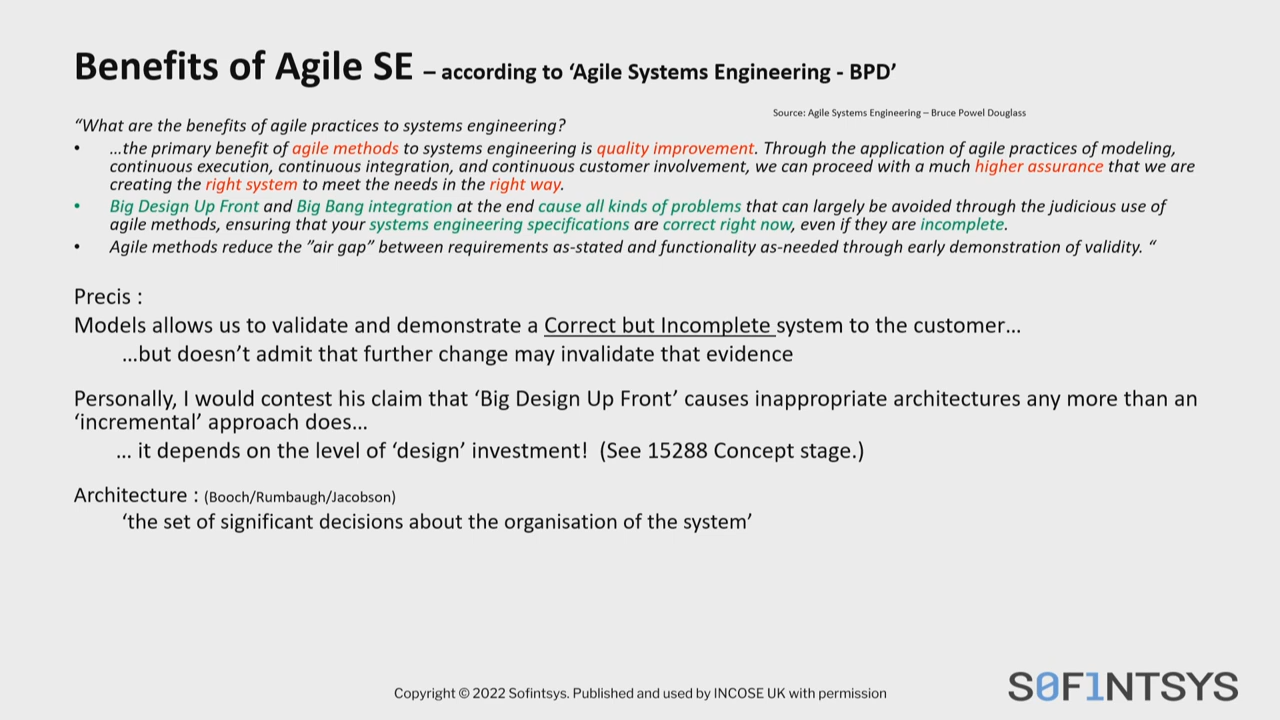 Benefits of Agile SE – according to ‘Agile Systems Engineering - BPD’
Source: Agile Systems Engineering – Bruce Powel Douglass
“What are the benefits of agile practices to systems engineering?
• …the primary benefit of agile methods to systems engineering is quality improvement. Through the application of agile practices of modeling,
continuous execution, continuous integration, and continuous customer involvement, we can proceed with a much higher assurance that we are
creating the right system to meet the needs in the right way.
• Big Design Up Front and Big Bang integration at the end cause all kinds of problems that can largely be avoided through the judicious use of
agile methods, ensuring that your systems engineering specifications are correct right now, even if they are incomplete.
• Agile methods reduce the ”air gap” between requirements as-stated and functionality as-needed through early demonstration of validity. “
Precis :
Models allows us to validate and demonstrate a Correct but Incomplete system to the customer…
…but doesn’t admit that further change may invalidate that evidence
Personally, I would contest his claim that ‘Big Design Up Front’ causes inappropriate architectures any more than an
‘incremental’ approach does…
… it depends on the level of ‘design’ investment! (See 15288 Concept stage.)
Architecture : (Booch/Rumbaugh/Jacobson)
‘the set of significant decisions about the organisation of the system’
Copyright © 2022 Sofintsys. Published and used by INCOSE UK with permission
S0F1NTSYS